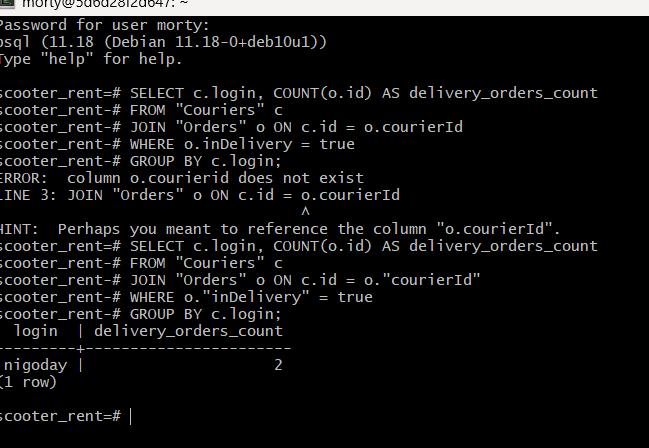 morty@5d6d28f2d647: ~
Password for user morty:
psql (11.18 (Debian 11.18-0+deb10u1))
Type "help" for help.
scooter_rent=# SELECT c.login, COUNT(o.id) AS delivery_orders_count
scooter_rent-# FROM "Couriers" c
scooter_rent-# JOIN "Orders" o ON c.id = o.courierId
scooter_rent-# WHERE o.inDelivery = true
scooter_rent-# GROUP BY c.login;
ERROR:  column o.courierid does not exist
LINE 3: JOIN "Orders" o ON c.id = o.courierId
                                  ^
HINT:  Perhaps you meant to reference the column "o.courierId".
scooter_rent=# SELECT c.login, COUNT(o.id) AS delivery_orders_count
scooter_rent-# FROM "Couriers" c
scooter_rent-# JOIN "Orders" o ON c.id = o."courierId"
scooter_rent-# WHERE o."inDelivery" = true
scooter_rent-# GROUP BY c.login;
  login  | delivery_orders_count
---------+-----------------------
 nigoday |                     2
(1 row)
scooter_rent=#